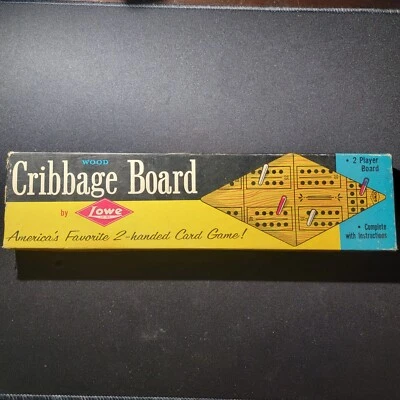 WOOD
Cribbage Board
by Lowe
America's Favorite 2-handed Card Game!
• 2 Player
Board
• Complete
with Instructions